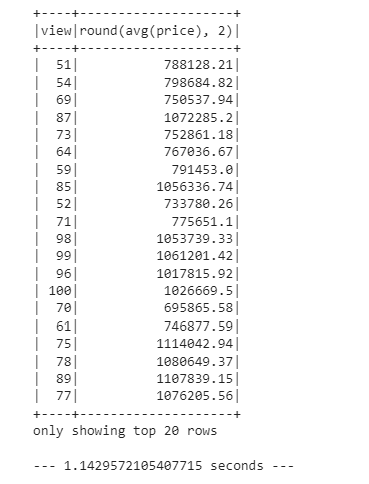 +----+--------------------+
|view|round(avg(price), 2)|
+----+--------------------+
|  51|           788128.21|
|  54|           798684.82|
|  69|           750537.94|
|  87|           1072285.2|
|  73|           752861.18|
|  64|           767036.67|
|  59|            791453.0|
|  85|          1056336.74|
|  52|           733780.26|
|  71|            775651.1|
|  98|          1053739.33|
|  99|          1061201.42|
|  96|          1017815.92|
| 100|           1026669.5|
|  70|           695865.58|
|  61|           746877.59|
|  75|          1114042.94|
|  78|          1080649.37|
|  89|          1107839.15|
|  77|          1076205.56|
+----+--------------------+
only showing top 20 rows
--- 1.1429572105407715 seconds ---